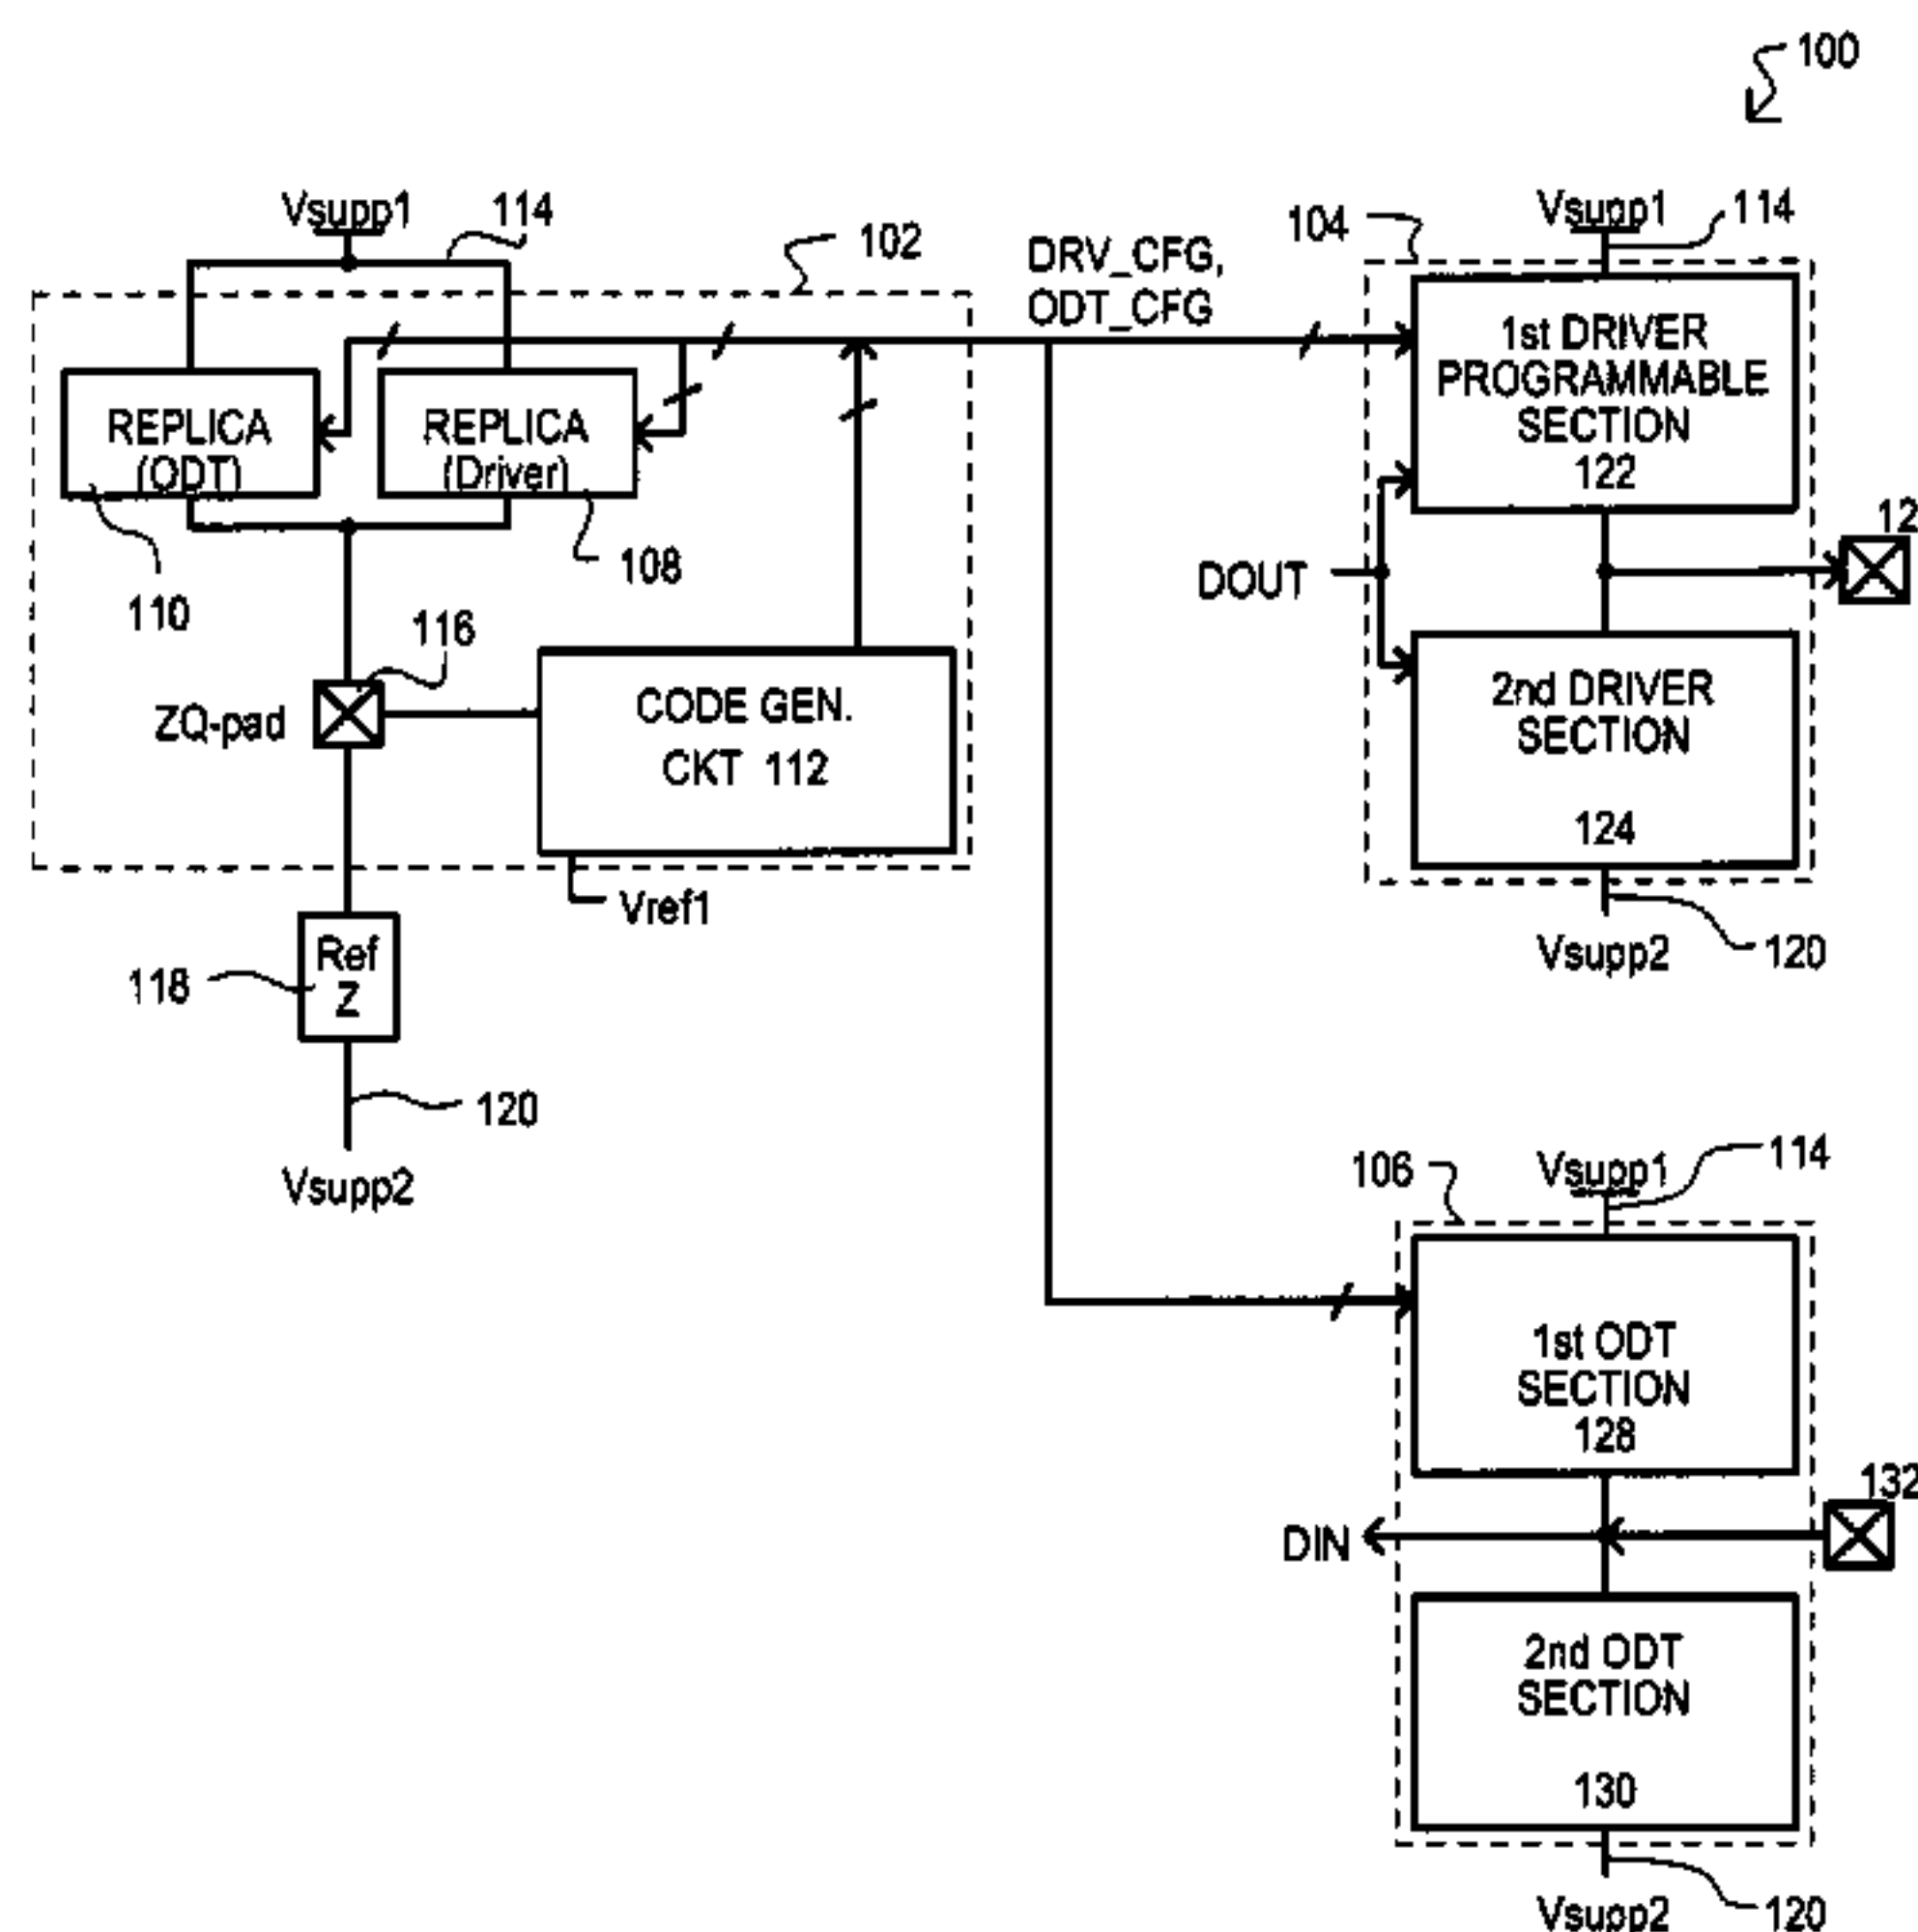 100
Vsupp1
114
102
DRV_CFG,
ODT_CFG
104
Vsupp1
114
REPLICA
(ODT)
REPLICA
(Driver)
1st DRIVER
PROGRAMMABLE
SECTION
122
110
108
DOUT
12
116
ZQ-pad
CODE GEN.
CKT 112
2nd DRIVER
SECTION
124
Vref1
Ref
Z
118
Vsupp2
120
120
Vsupp2
106
Vsupp1
114
1st ODT
SECTION
128
132
DIN
2nd ODT
SECTION
130
Vsupp2
120